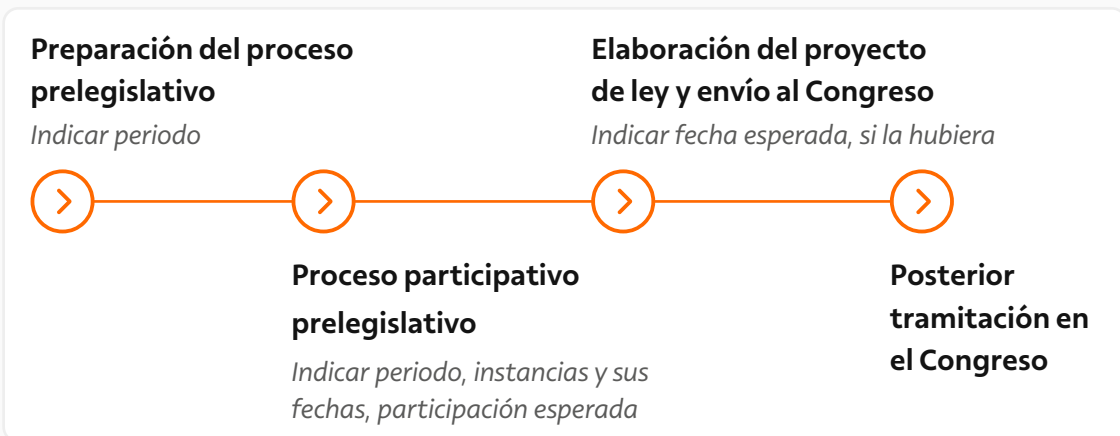 Preparación del proceso
prelegislativo
Indicar periodo
Proceso participativo
prelegislativo
Indicar periodo, instancias y sus
fechas, participación esperada
Elaboración del proyecto
de ley y envío al Congreso
Indicar fecha esperada, si la hubiera
Posterior
tramitación en
el Congreso